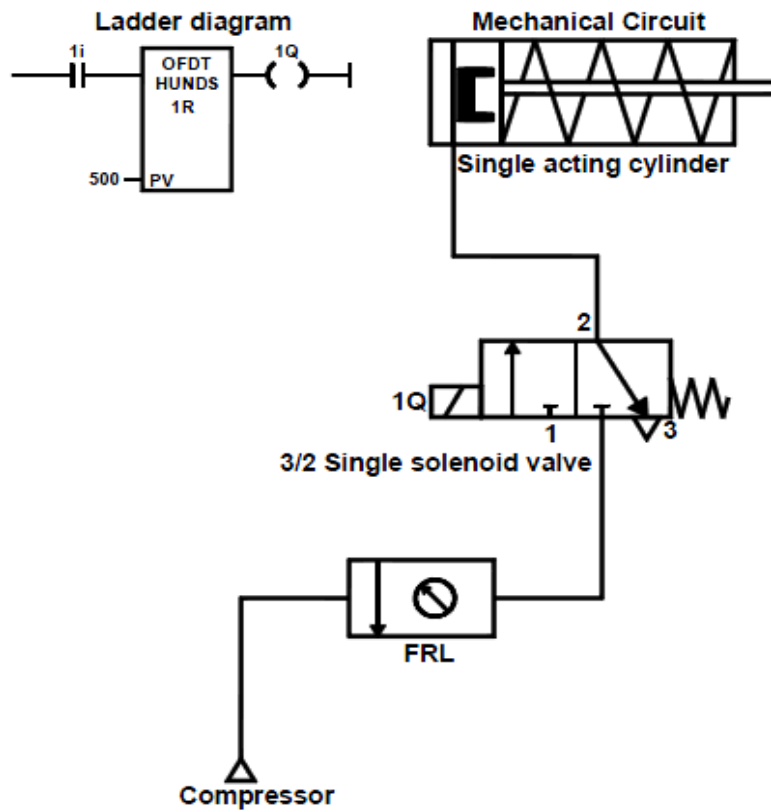 Ladder diagram
1i
OFDT
HUNDS
1R
1Q
500
PV
Mechanical Circuit
Single acting cylinder
2
1Q
1
3
3/2 Single solenoid valve
FRL
Compressor